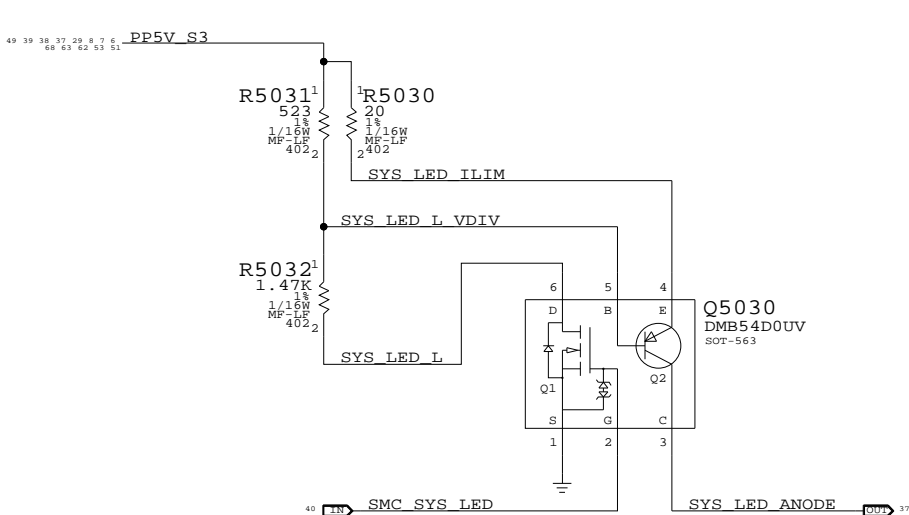 49 39 38 37 29 8 7 6
68 63 62 53 51
PP5V_S3
R5031
1
523
1%
1/16W
MF-LF
402
2
1
R5030
20
1%
1/16W
MF-LF
402
2
SYS_LED_ILIM
SYS_LED_L_VDIV
R5032
1
1.47K
1%
1/16W
MF-LF
402
2
SYS_LED_L
6 5 4
D B E
Q5030
DMB54D0UV
SOT-563
Q1 Q2
S G C
1 2 3
40 IN SMC_SYS_LED
SYS_LED_ANODE OUT 37